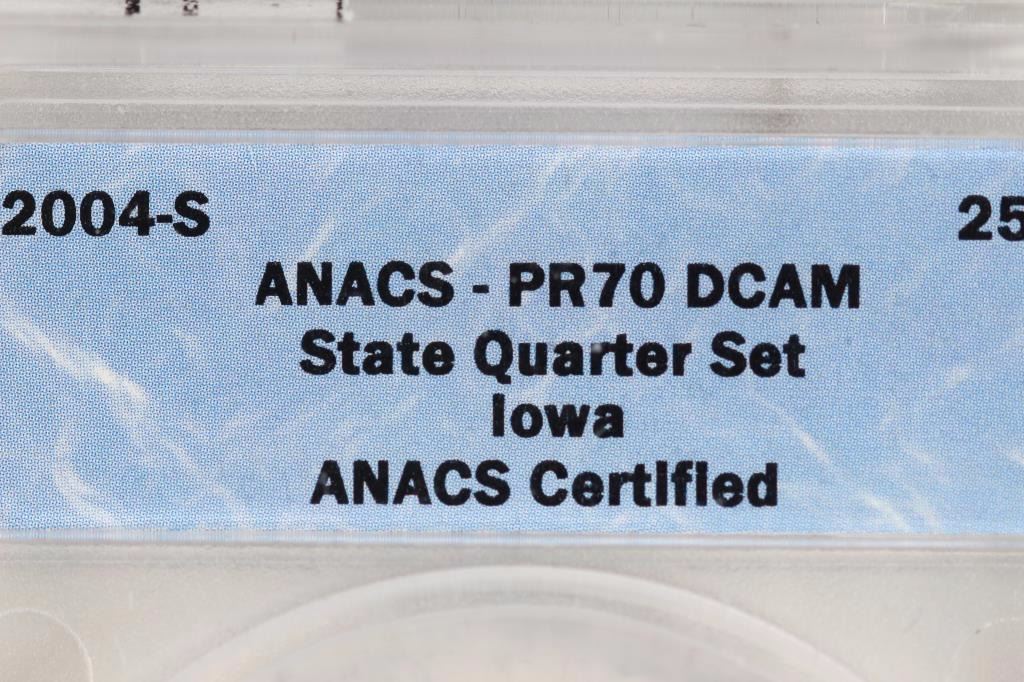 2004-S 25
ANACS - PR70 DCAM
State Quarter Set
Iowa
ANACS Certified